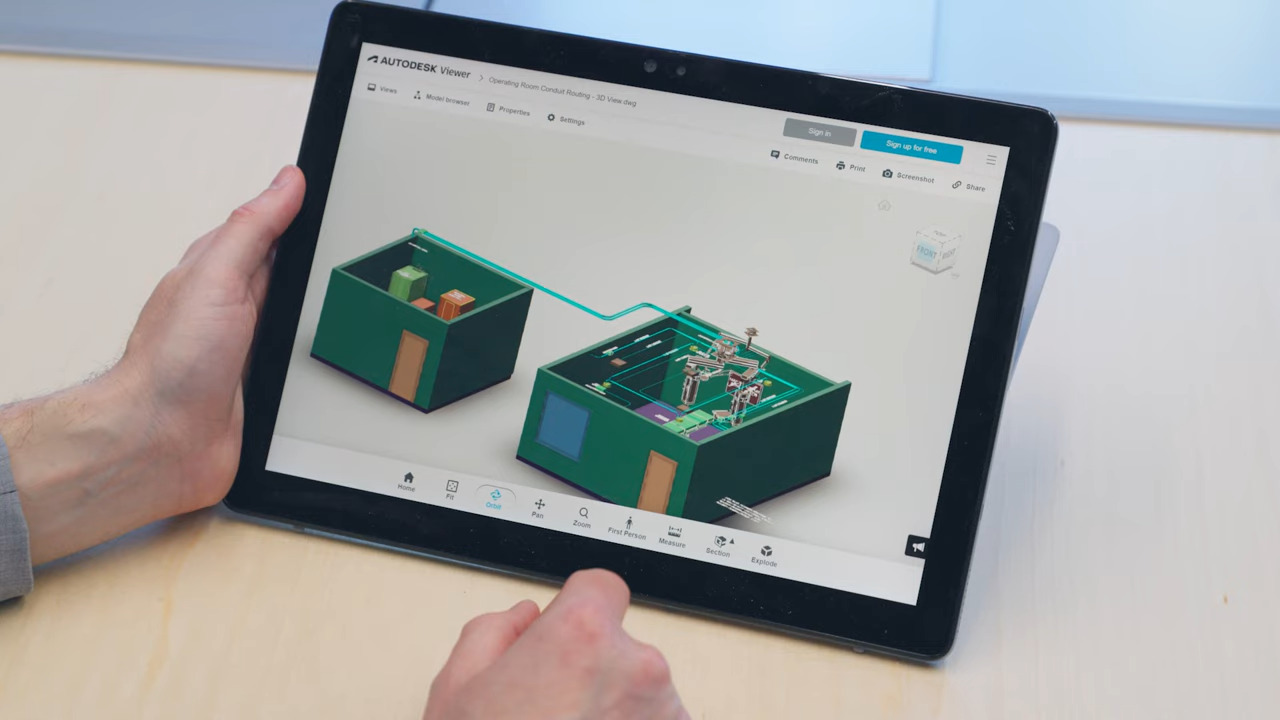 AUTODESK Viewer > Operating Room Conduit Routing - 3D View.dwg
Sign in
Sign up for free
Views
Model browser
Properties
Settings
Comments
Print
Screenshot
Share
FRONT
Home
Fit
Orbit
Pan
Zoom
First Person
Measure
Section
Explode